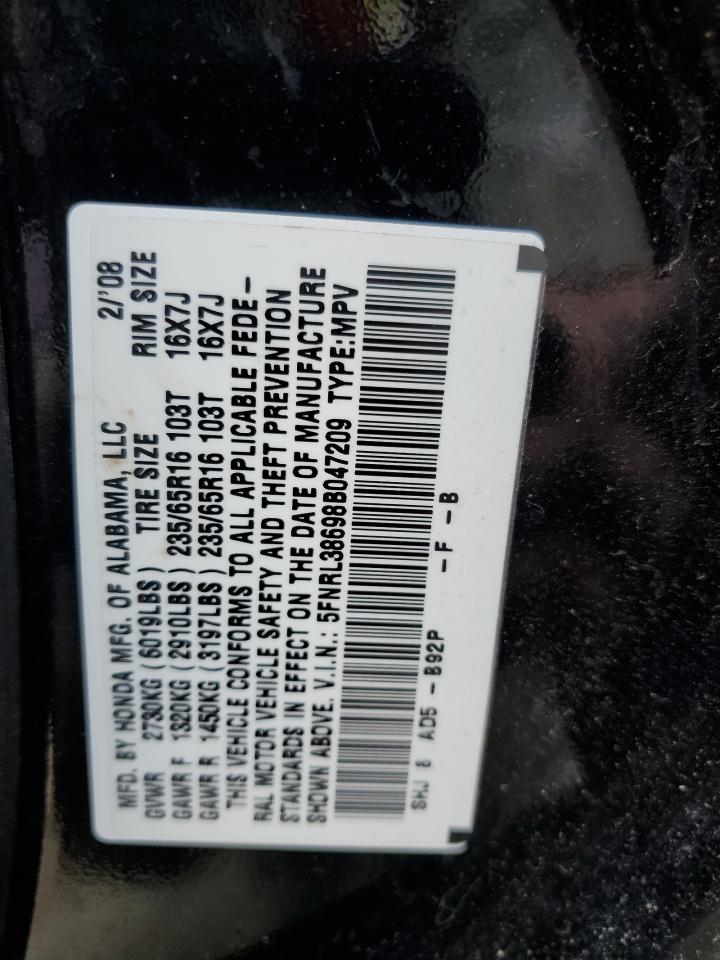 MFD. BY HONDA MFG. OF ALABAMA, LLC 2/'08
GVWR 2730KG (6019LBS) TIRE SIZE RIM SIZE
GAWR F 1320KG (2910LBS) 235/65R16 103T 16X7J
GAWR R 1450KG (3197LBS) 235/65R16 103T 16X7J
THIS VEHICLE CONFORMS TO ALL APPLICABLE FEDE-
RAL MOTOR VEHICLE SAFETY AND THEFT PREVENTION
STANDARDS IN EFFECT ON THE DATE OF MANUFACTURE
SHOWN ABOVE. V.I.N.: 5FNRL38698B047209 TYPE:MPV
SHJ 8 AD5 - B92P -F -B